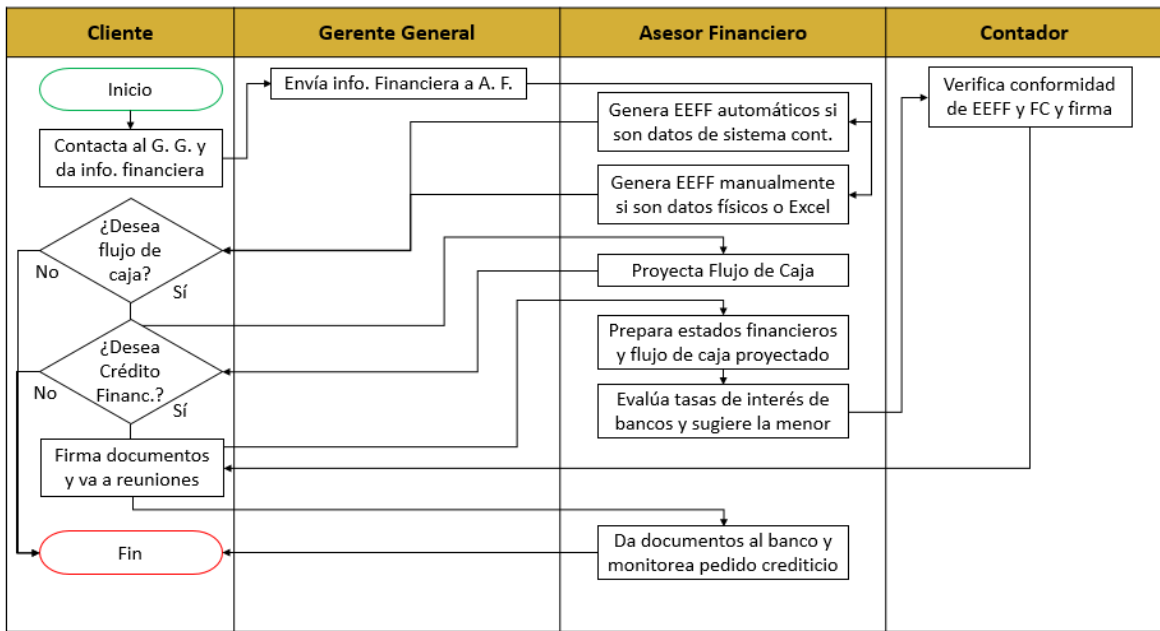 Cliente
Gerente General
Asesor Financiero
Contador
Inicio
Contacta al G. G. y
da info. financiera
Envía info. Financiera a A. F.
Genera EEFF automáticos si
son datos de sistema cont.
Genera EEFF manualmente
si son datos físicos o Excel
Verifica conformidad
de EEFF y FC y firma
¿Desea
flujo de
caja?
No
Sí
Proyecta Flujo de Caja
¿Desea
Crédito
Financ.?
No
Sí
Prepara estados financieros
y flujo de caja proyectado
Evalúa tasas de interés de
bancos y sugiere la menor
Firma documentos
y va a reuniones
Da documentos al banco y
monitorea pedido crediticio
Fin